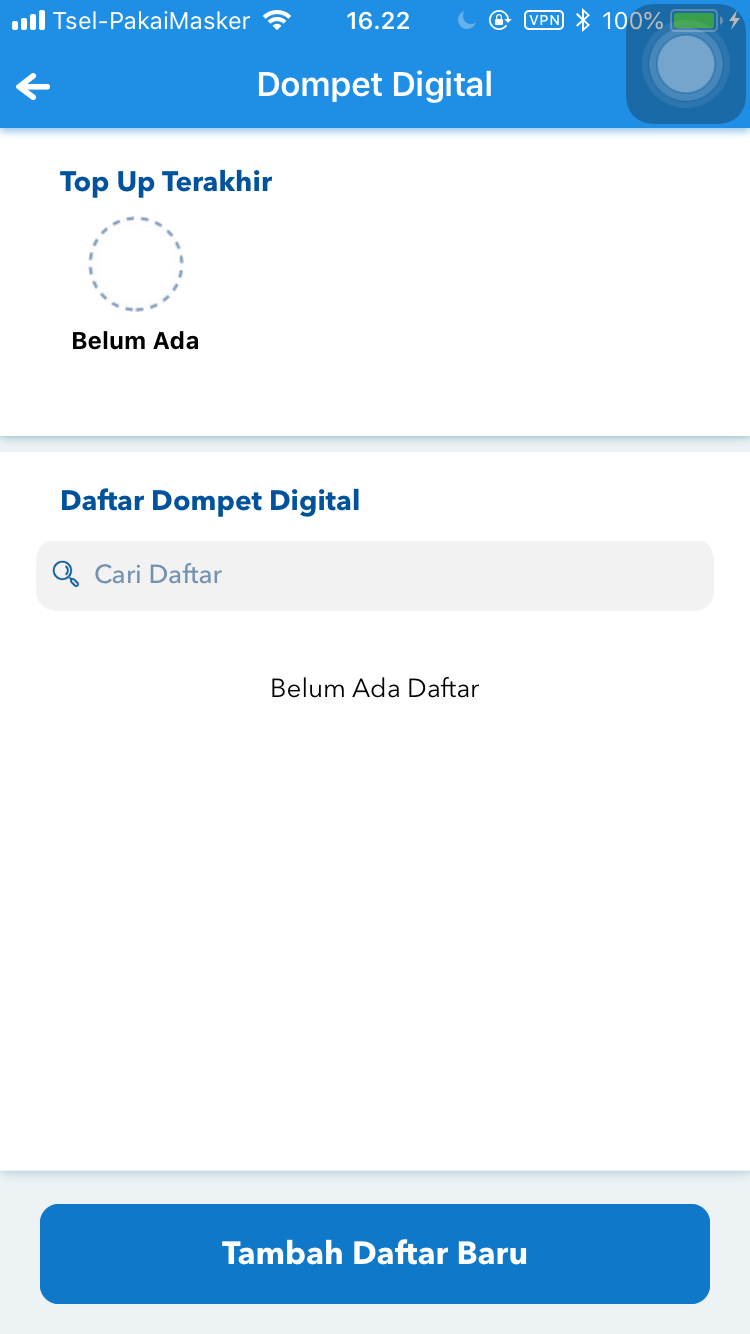 Tsel-PakaiMasker 16.22 VPN 100%
Dompet Digital
Top Up Terakhir
Belum Ada
Daftar Dompet Digital
Cari Daftar
Belum Ada Daftar
Tambah Daftar Baru